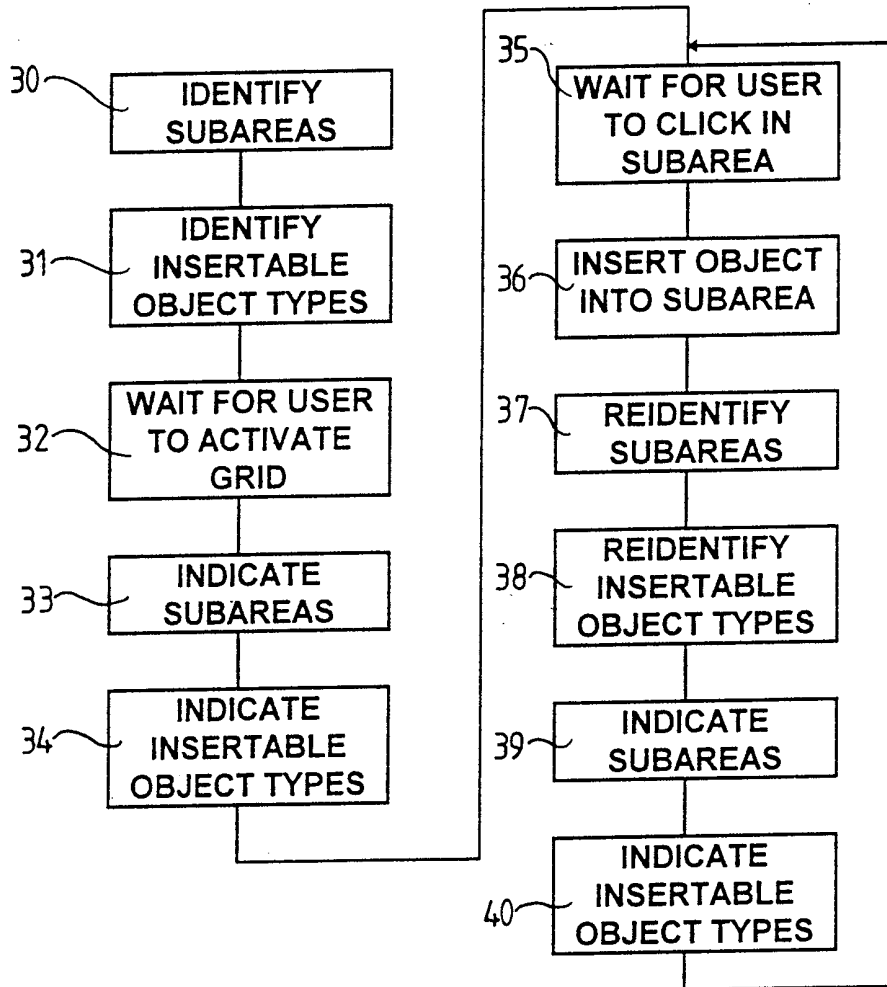 30
IDENTIFY
SUBAREAS
31
IDENTIFY
INSERTABLE
OBJECT TYPES
32
WAIT FOR USER
TO ACTIVATE
GRID
33
INDICATE
SUBAREAS
34
INDICATE
INSERTABLE
OBJECT TYPES
35
WAIT FOR USER
TO CLICK IN
SUBAREA
36
INSERT OBJECT
INTO SUBAREA
37
REIDENTIFY
SUBAREAS
38
REIDENTIFY
INSERTABLE
OBJECT TYPES
39
INDICATE
SUBAREAS
40
INDICATE
INSERTABLE
OBJECT TYPES